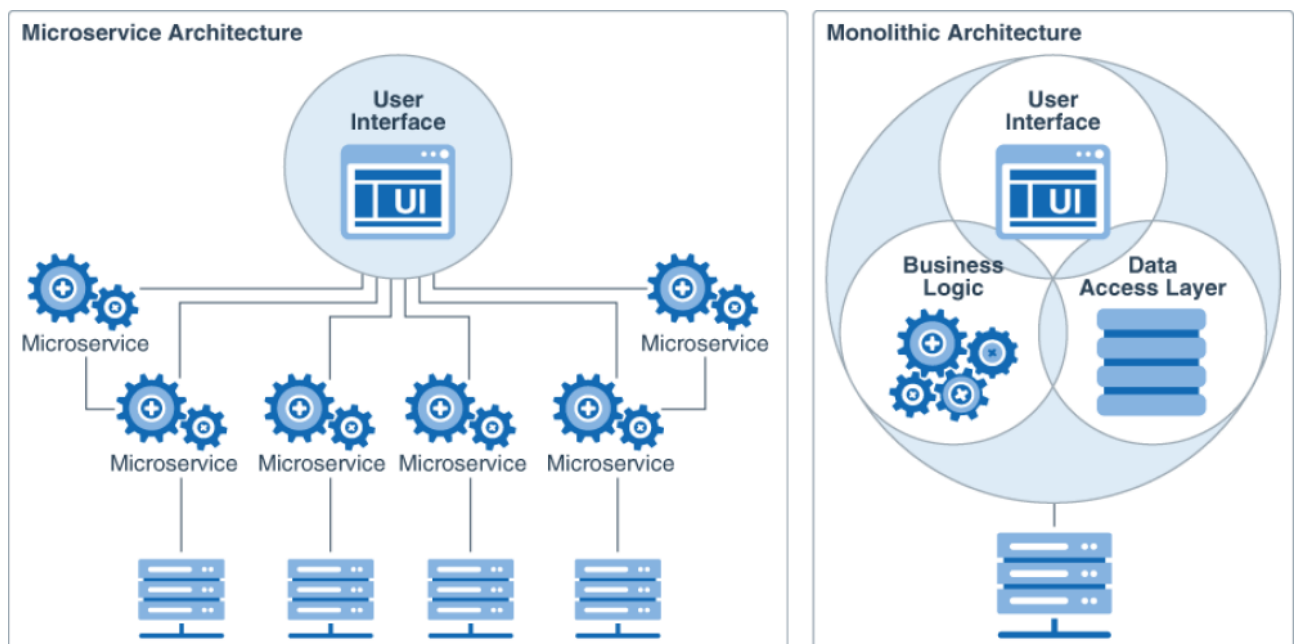 Microservice Architecture
User
Interface
UI
Microservice
Microservice
Microservice
Microservice
Microservice
Microservice
Monolithic Architecture
User
Interface
UI
Business
Logic
Data
Access Layer